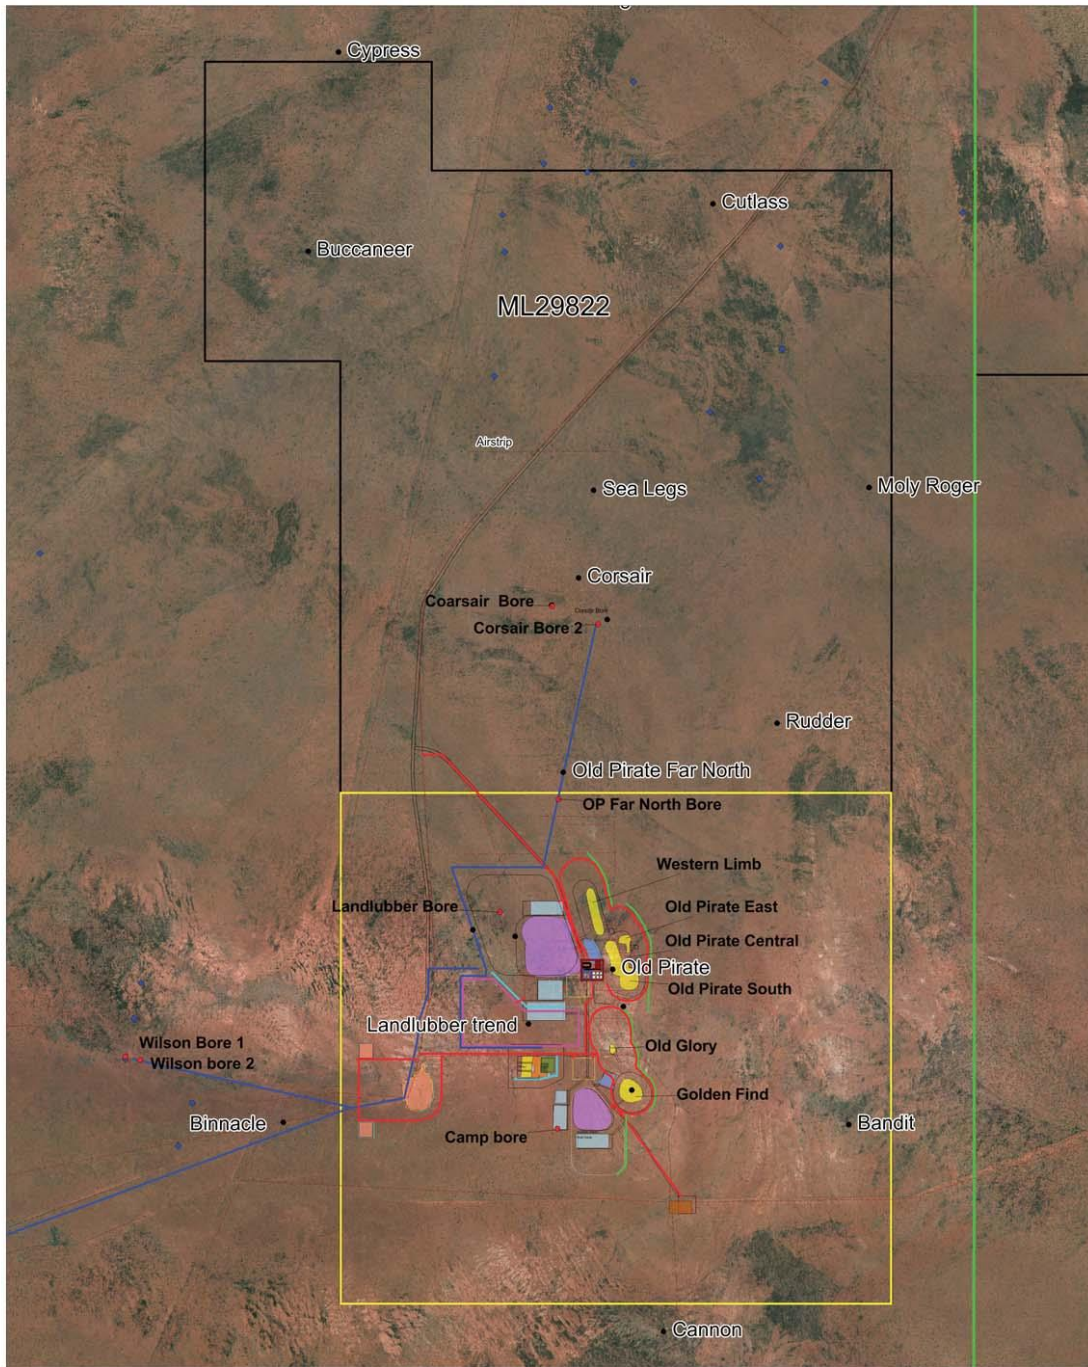 Cypress
Cutlass
Buccaneer
ML29822
Airstrip
Sea Legs
Moly Roger
Corsair
Coarsair Bore
Corsair Bore
Corsair Bore 2
Rudder
Old Pirate Far North
OP Far North Bore
Western Limb
Landlubber Bore
Old Pirate East
Old Pirate Central
Old Pirate
Old Pirate South
Landlubber trend
Wilson Bore 1
Old Glory
Wilson bore 2
Golden Find
Binnacle
Bandit
Camp bore
Cannon